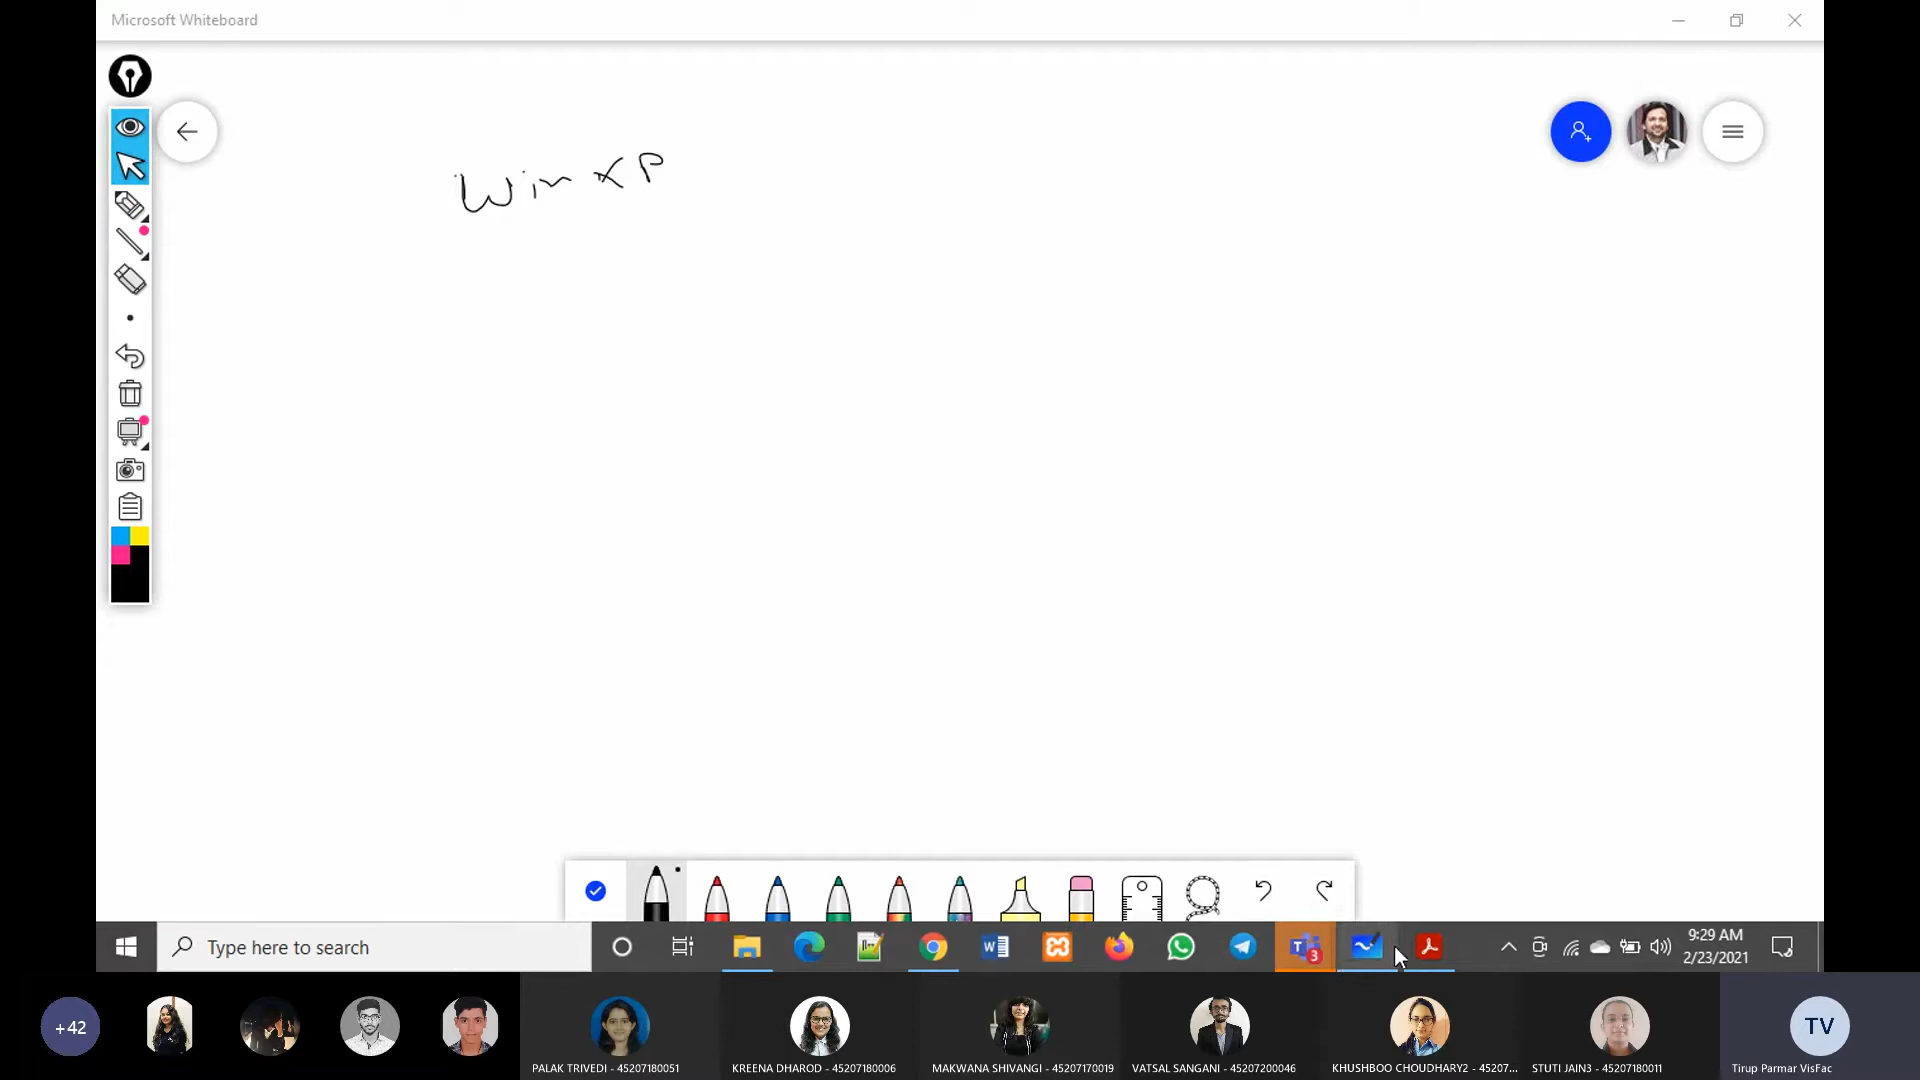 Microsoft Whiteboard
Win XP
Type here to search
W
T
3
9:29 AM
2/23/2021
+42
TV
PALAK TRIVEDI - 45207180051
KREENA DHAROD - 45207180006
MAKWANA SHIVANGI - 45207170019
VATSAL SANGANI - 45207200046
KHUSHBOO CHOUDHARY2 - 45207...
STUTI JAIN3 - 45207180011
Tirup Parmar VisFac